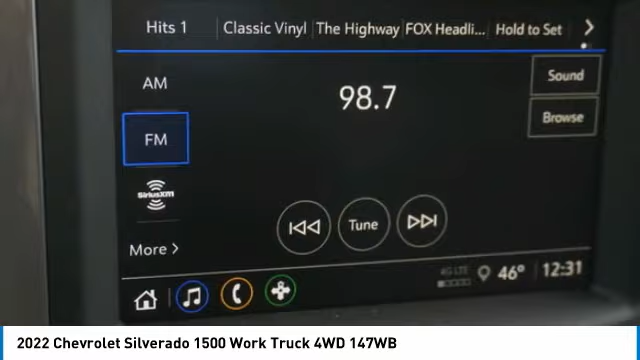 Hits 1 Classic Vinyl The Highway FOX Headli... Hold to Set
AM
98.7
Sound
FM
Browse
SiriusXM
Tune
More
4G LTE 46° 12:31
2022 Chevrolet Silverado 1500 Work Truck 4WD 147WB